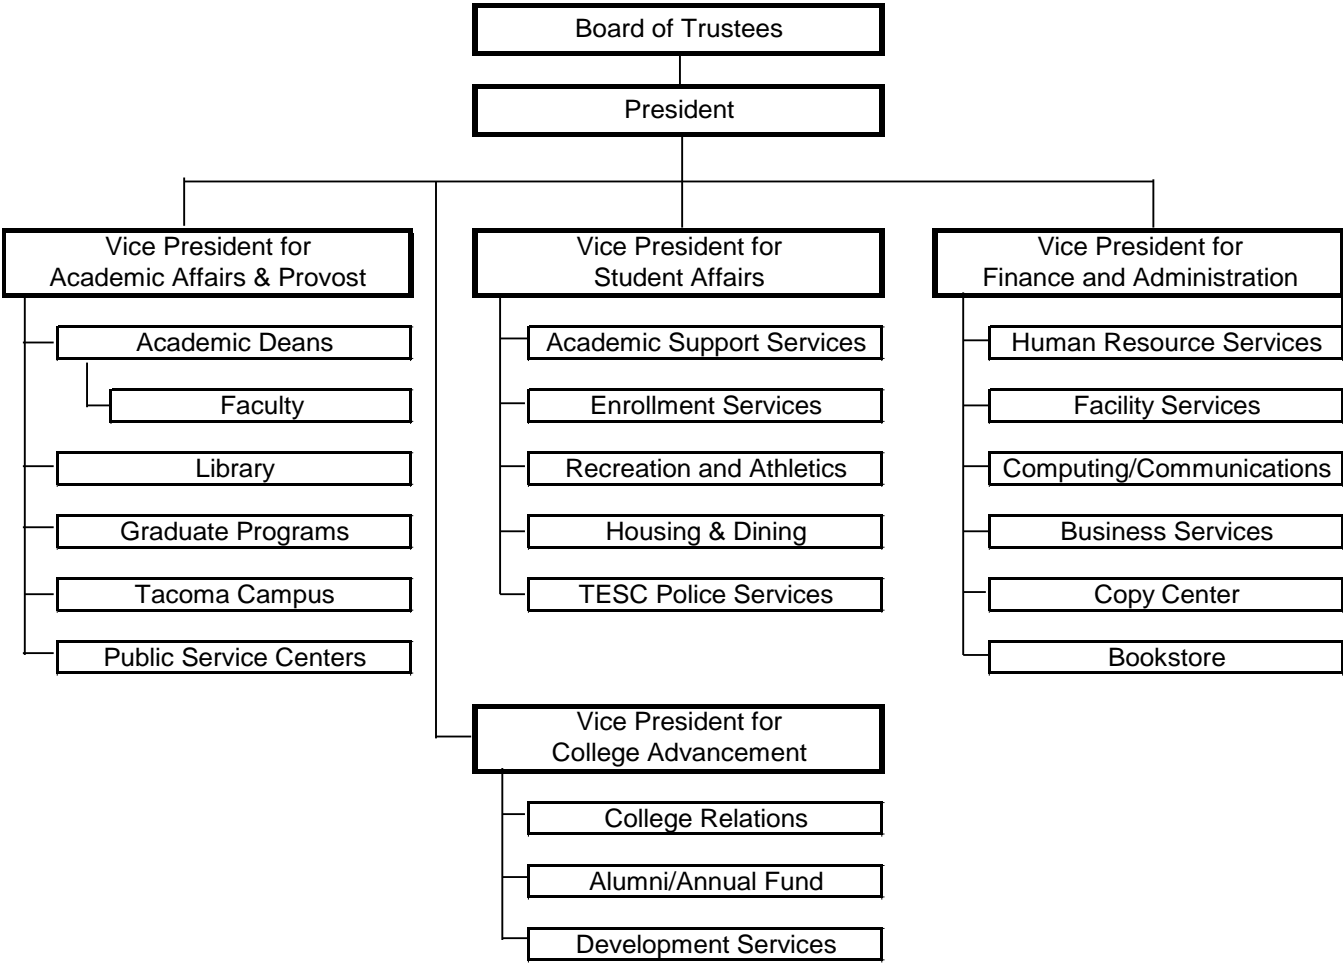 Board of Trustees
President
Vice President for
Academic Affairs & Provost
Academic Deans
Faculty
Library
Graduate Programs
Tacoma Campus
Public Service Centers
Vice President for
Student Affairs
Academic Support Services
Enrollment Services
Recreation and Athletics
Housing & Dining
TESC Police Services
Vice President for
Finance and Administration
Human Resource Services
Facility Services
Computing/Communications
Business Services
Copy Center
Bookstore
Vice President for
College Advancement
College Relations
Alumni/Annual Fund
Development Services